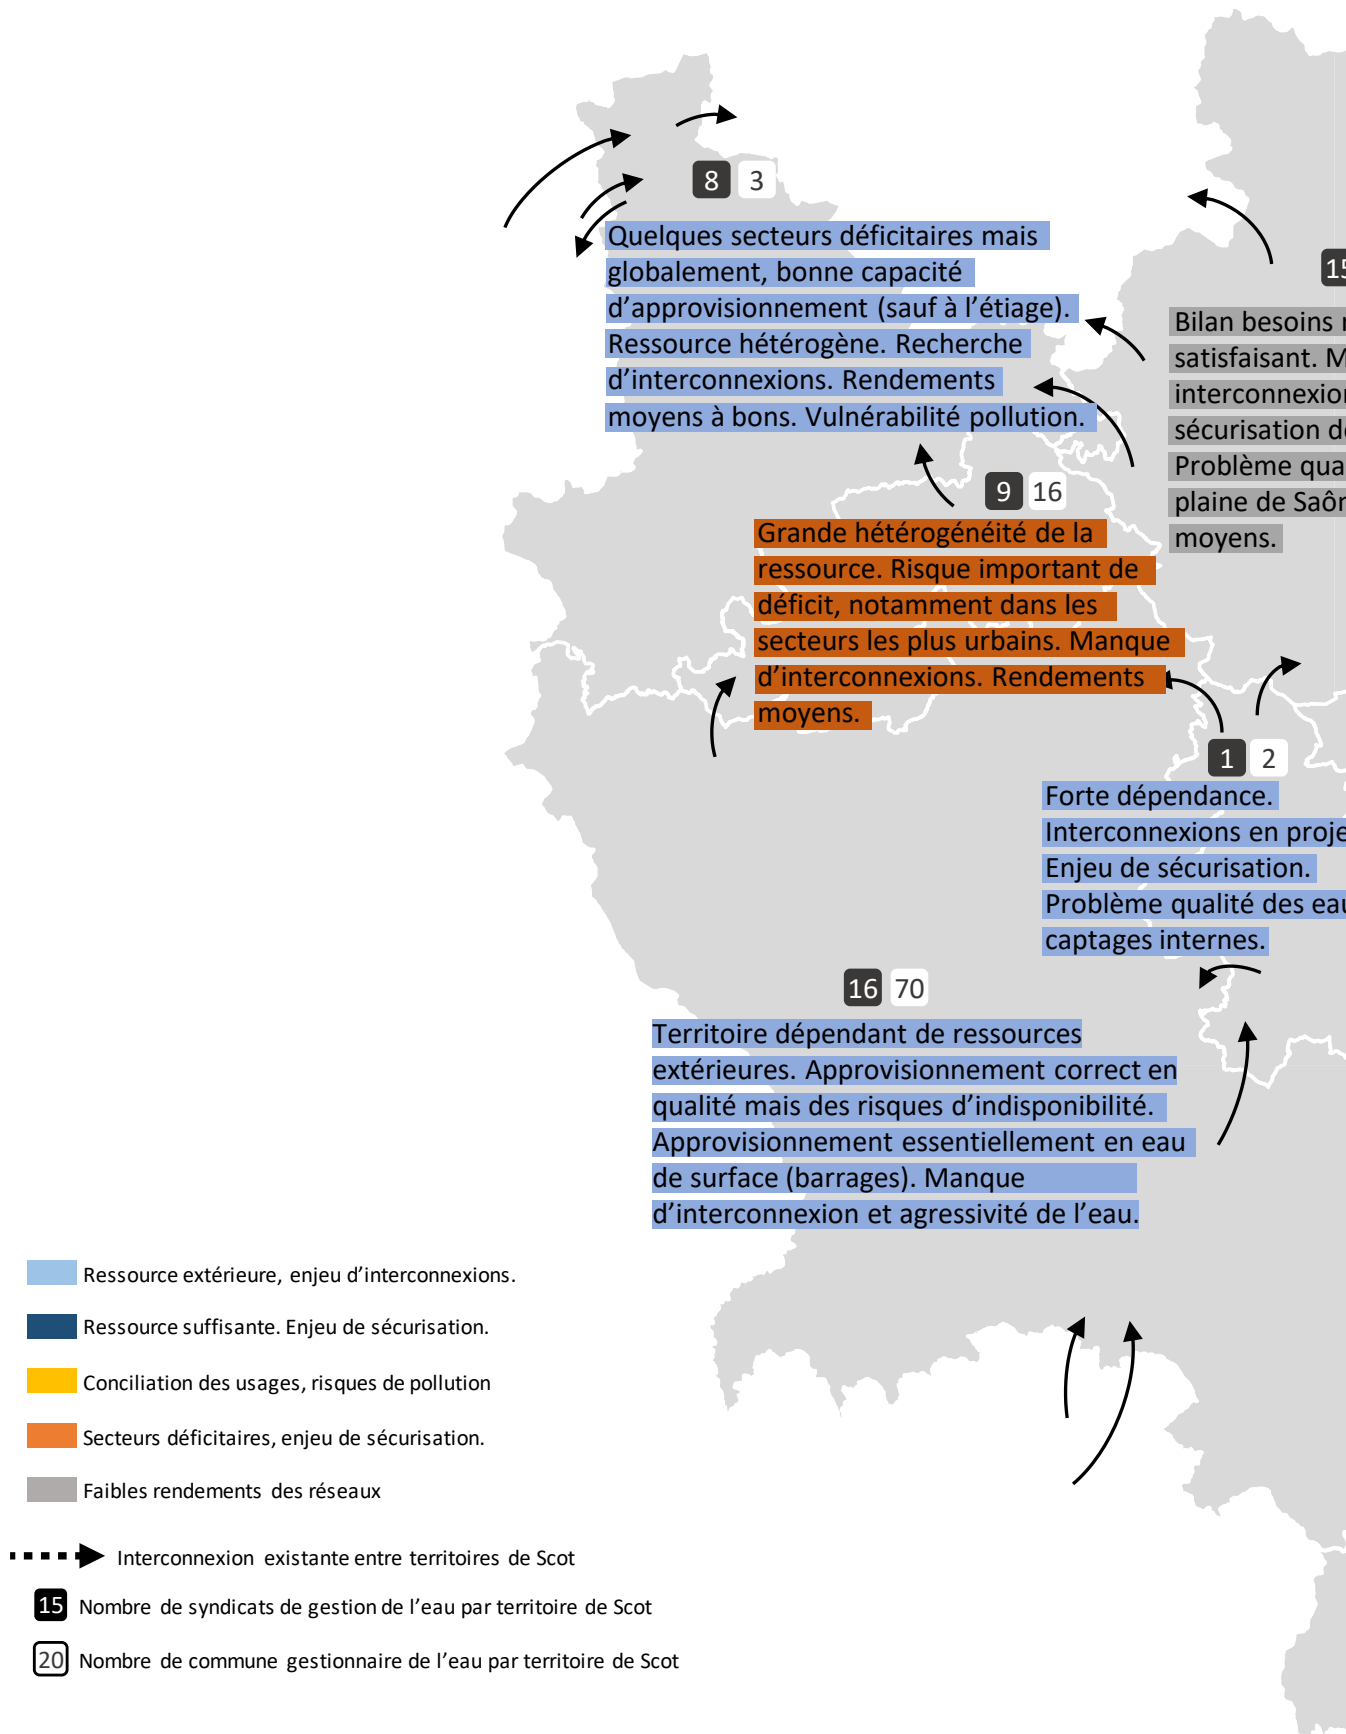 8 3
Quelques secteurs déficitaires mais
globalement, bonne capacité
d’approvisionnement (sauf à l’étiage).
Ressource hétérogène. Recherche
d’interconnexions. Rendements
moyens à bons. Vulnérabilité pollution.
15
Bilan besoins
satisfaisant.
sécurisation
Problème
plaine de
moyens.
9 16
Grande hétérogénéité de la
ressource. Risque important de
déficit, notamment dans les
secteurs les plus urbains. Manque
d’interconnexions. Rendements
moyens.
1 2
Forte dépendance.
Interconnexions en
Enjeu de sécurisation.
Problème qualité des
captages internes.
16 70
Territoire dépendant de ressources
extérieures. Approvisionnement correct en
qualité mais des risques d’indisponibilité.
Approvisionnement essentiellement en eau
de surface (barrages). Manque
d’interconnexion et agressivité de l’eau.
Ressource extérieure, enjeu d’interconnexions.
Ressource suffisante. Enjeu de sécurisation.
Conciliation des usages, risques de pollution
Secteurs déficitaires, enjeu de sécurisation.
Faibles rendements des réseaux
Interconnexion existante entre territoires de Scot
15 Nombre de syndicats de gestion de l’eau par territoire de Scot
20 Nombre de commune gestionnaire de l’eau par territoire de Scot